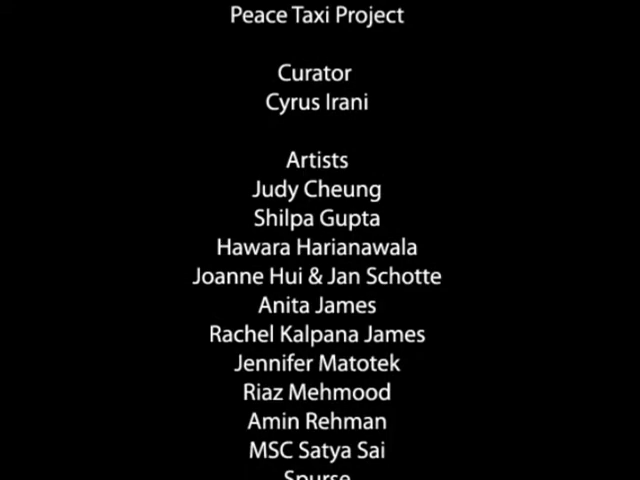 Peace Taxi Project
Curator
Cyrus Irani
Artists
Judy Cheung
Shilpa Gupta
Hawara Harianawala
Joanne Hui & Jan Schotte
Anita James
Rachel Kalpana James
Jennifer Matotek
Riaz Mehmood
Amin Rehman
MSC Satya Sai
Spurse